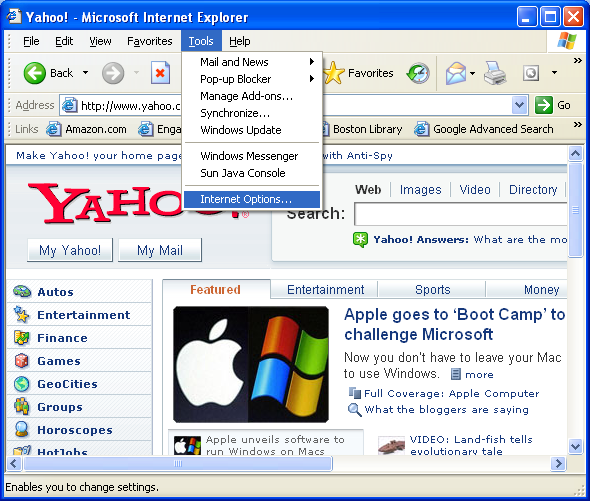 Yahoo! - Microsoft Internet Explorer
File Edit View Favorites Tools Help
Back Favorites
Address http://www.yahoo.c Go
Links Amazon.com Enga Boston Library Google Advanced Search
Mail and News
Pop-up Blocker
Manage Add-ons...
Synchronize...
Windows Update
Windows Messenger
Sun Java Console
Internet Options...
Make Yahoo! your home page with Anti-Spy
YAHOO!
Web Images Video Directory
Search:
My Yahoo! My Mail
Yahoo! Answers: What are the mo
Autos
Entertainment
Finance
Games
GeoCities
Groups
Horoscopes
HotJobs
Featured Entertainment Sports Money
Apple goes to ‘Boot Camp’ to
challenge Microsoft
Now you don't have to leave your Mac
to use Windows. more
Full Coverage: Apple Computer
What the bloggers are saying
Apple unveils software to
run Windows on Macs
VIDEO: Land-fish tells
evolutionary tale
Enables you to change settings.